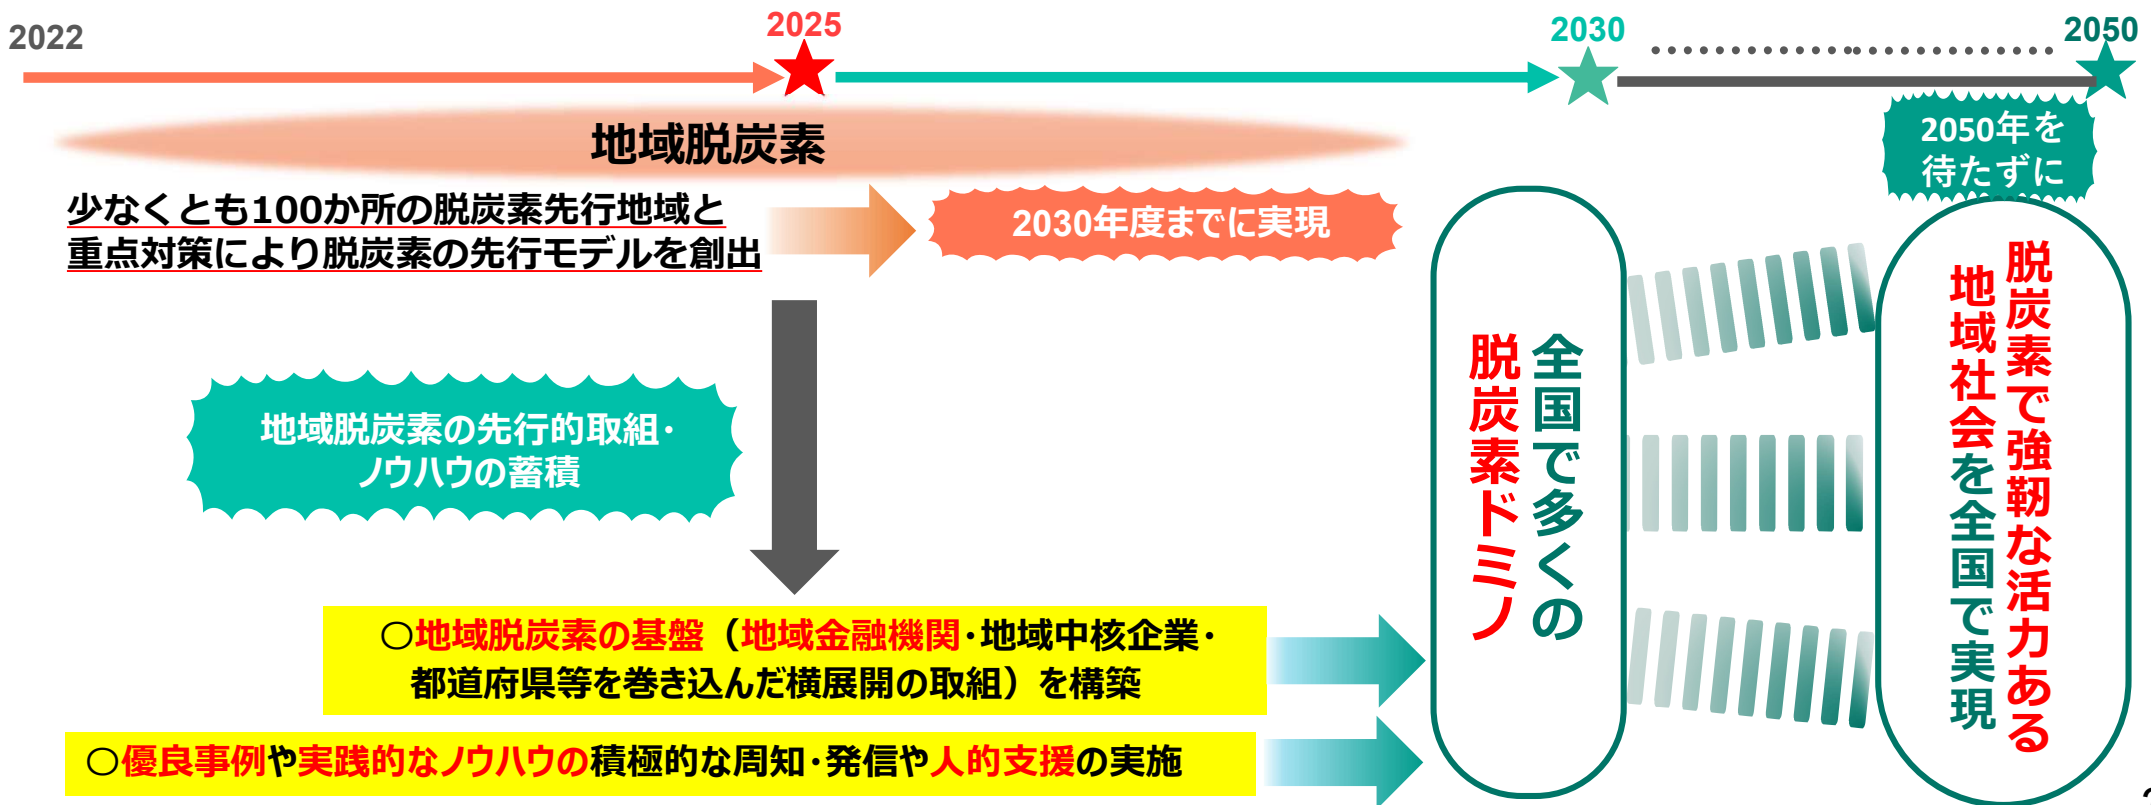 2022
2025
2030
2050
地域脱炭素
2050年を
待たずに
少なくとも100か所の脱炭素先行地域と
重点対策により脱炭素の先行モデルを創出
2030年度までに実現
地域脱炭素の先行的取組・
ノウハウの蓄積
全国で多くの
脱炭素ドミノ
脱炭素で強靭な活力ある
地域社会を全国で実現
○地域脱炭素の基盤（地域金融機関・地域中核企業・
都道府県等を巻き込んだ横展開の取組）を構築
○優良事例や実践的なノウハウの積極的な周知・発信や人的支援の実施